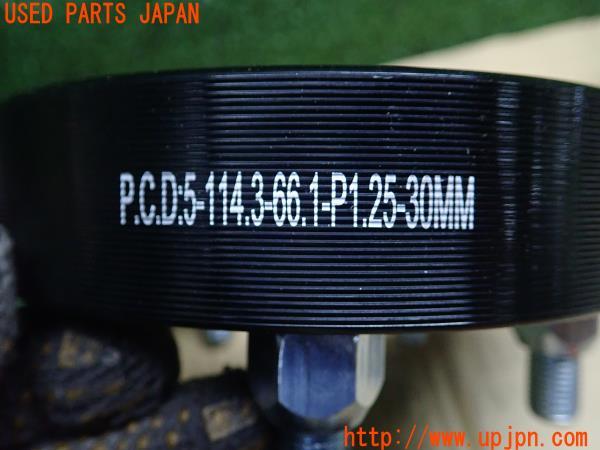 USED PARTS JAPAN
P.C.D:5-114.3-66.1-P1.25-30MM
http://www.upjpn.com/